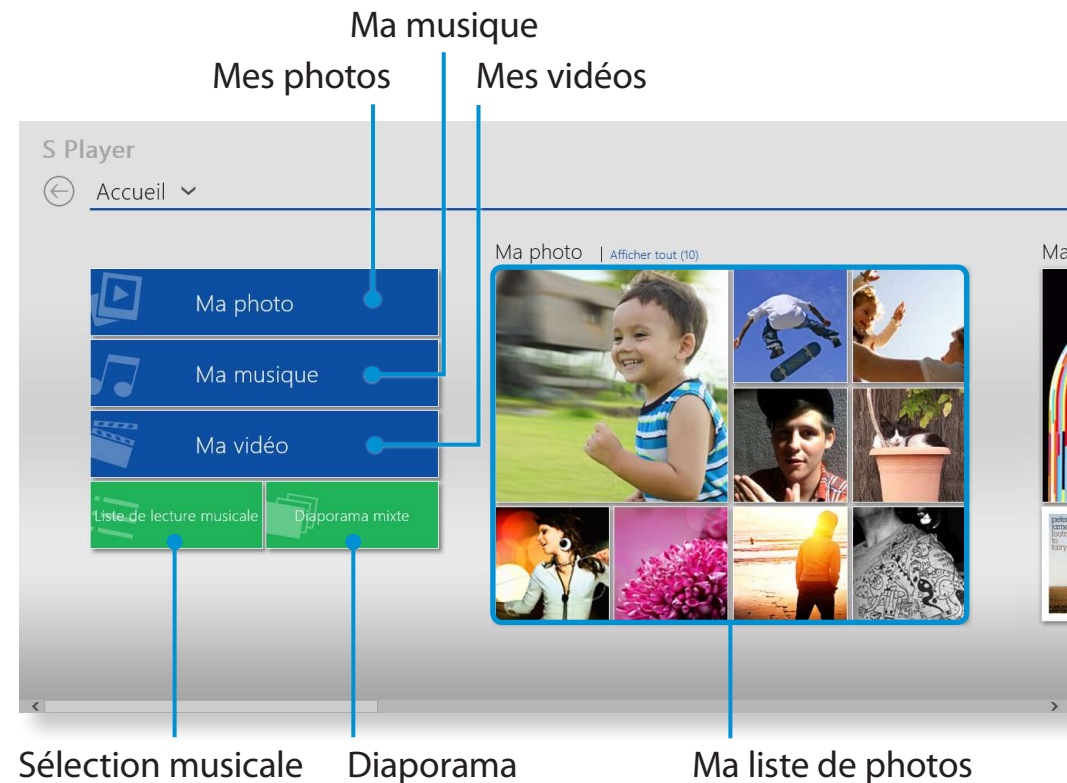 Ma musique
Mes photos
Mes vidéos
S Player
Accueil
Ma photo | Afficher tout (10)
Ma
Ma photo
Ma musique
Ma vidéo
Liste de lecture musicale
Diaporama mixte
Sélection musicale
Diaporama
Ma liste de photos